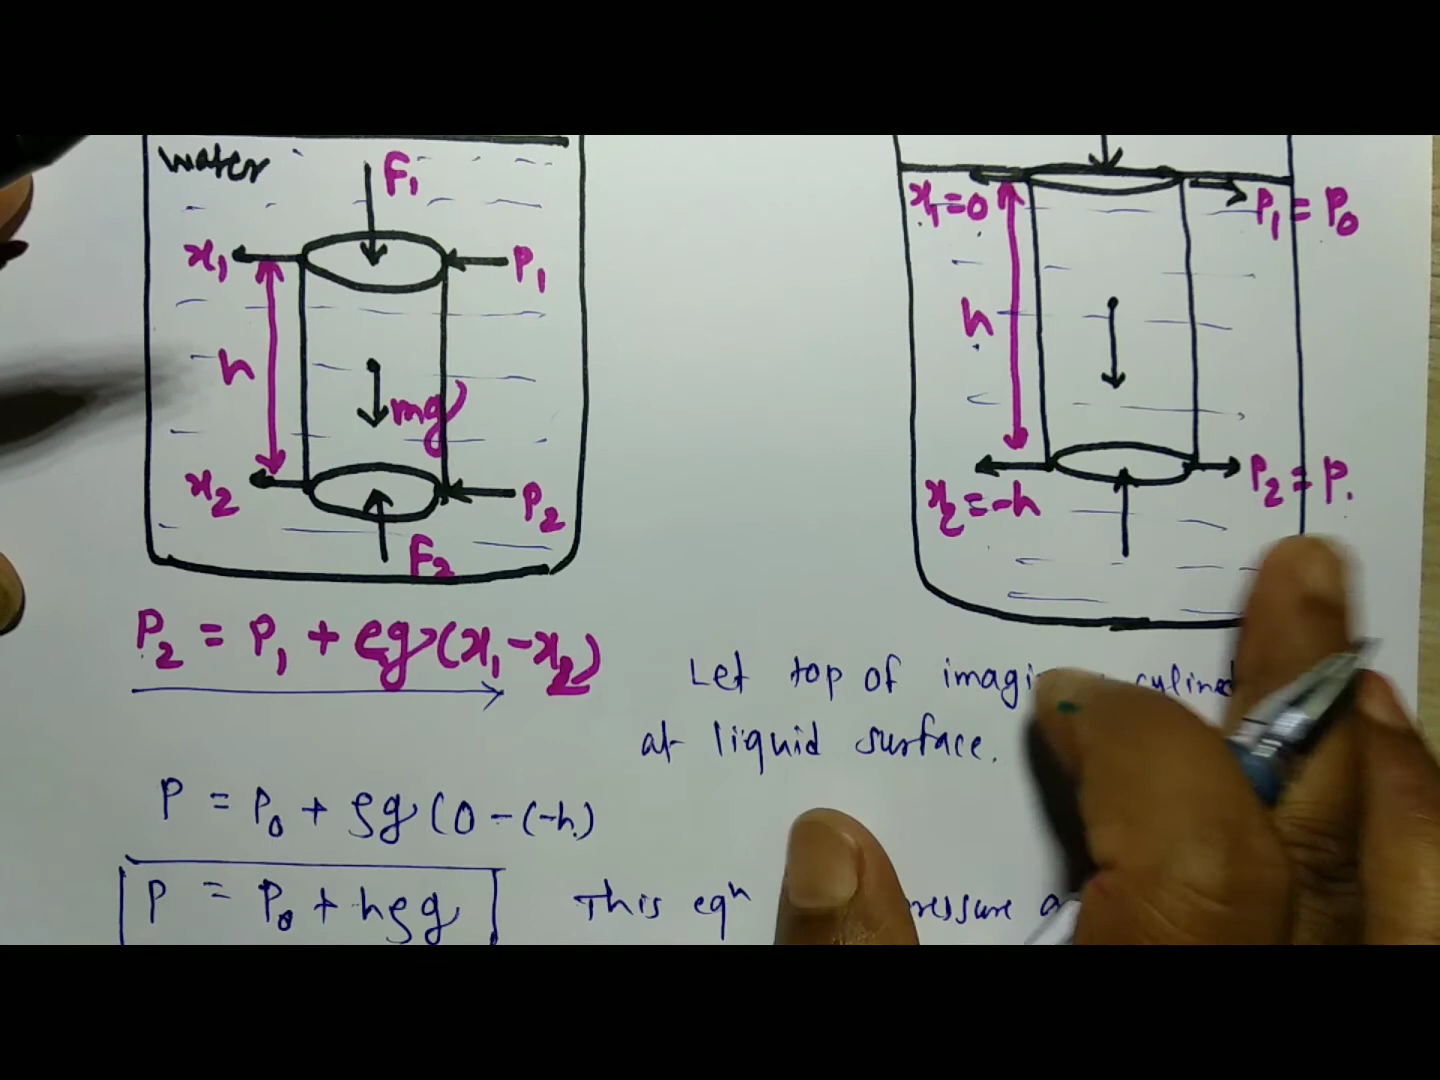 water
F₁
x₁
P₁
h
mg
x₂
P₂
F₂
x₁=0
P₁ = P₀
h
x₂=-h
P₂ = P.
P₂ = P₁ + ρg(x₁-x₂)
Let top of
at liquid surface.
P = P₀ + ρg(0-(-h)
P = P₀ + hρg
This eqⁿ